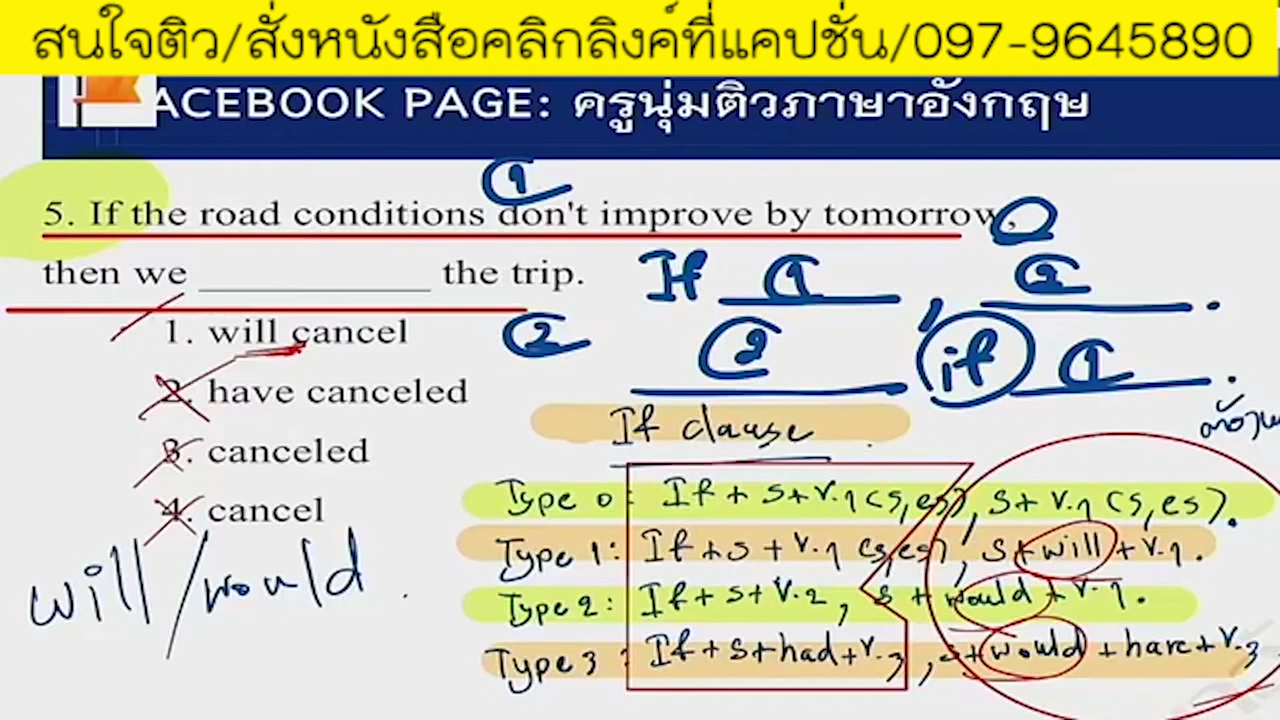 สนใจติว/สั่งหนังสือคลิกลิงค์ที่แคปชั่น/097-9645890
ACEBOOK PAGE: ครูนุ่มติวภาษาอังกฤษ
1
5. If the road conditions don't improve by tomorrow,
then we ____________ the trip.
If 1 , 2 .
1. will cancel
2
2 if 1 .
2. have canceled
If clause
3. canceled
4. cancel
Type 0: If + s + v.1 (s,es), s + v.1 (s,es).
Type 1: If + s + v.1 (s,es), s + will + v.1.
Type 2: If + s + v.2, s + would + v.1.
Type 3: If + s + had + v.3, s + would + have + v.3
will/would